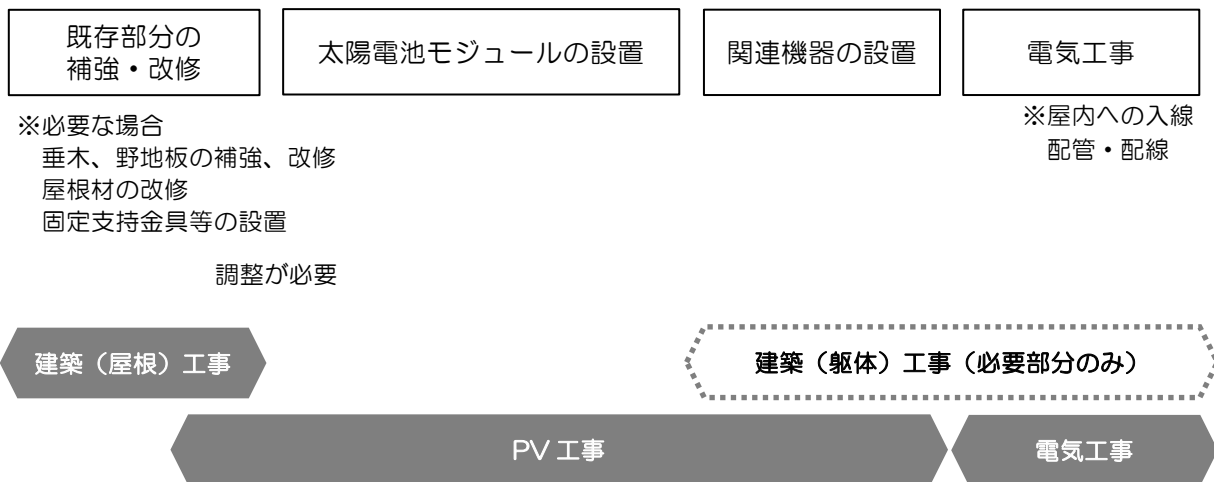 既存部分の
補強・改修
太陽電池モジュールの設置
関連機器の設置
電気工事
※必要な場合
垂木、野地板の補強、改修
屋根材の改修
固定支持金具等の設置
※屋内への入線
配管・配線
調整が必要
建築（屋根）工事
建築（躯体）工事（必要部分のみ）
PV 工事
電気工事